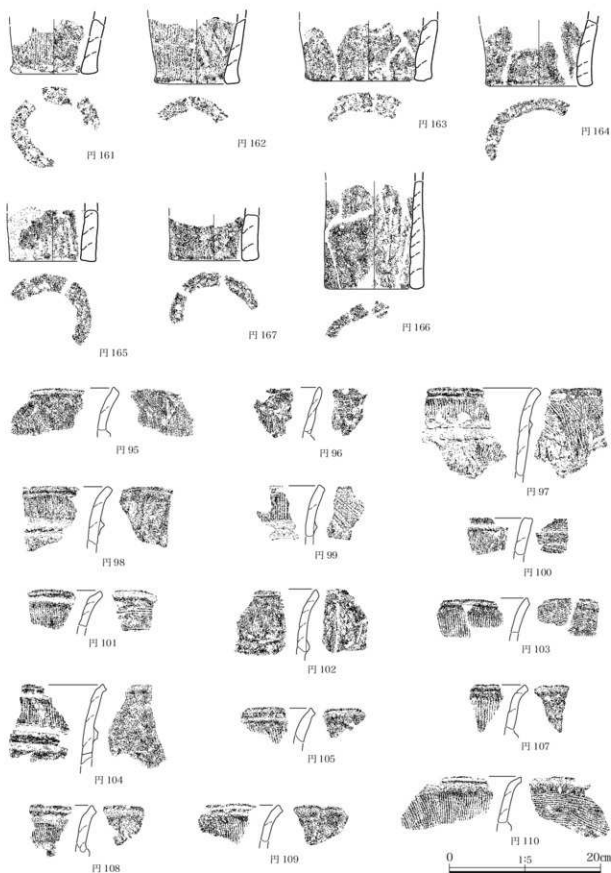 円 161
円 162
円 163
円 164
円 165
円 167
円 166
円 95
円 96
円 97
円 98
円 99
円 100
円 101
円 102
円 103
円 104
円 105
円 107
円 108
円 109
円 110
0 1:5 20cm